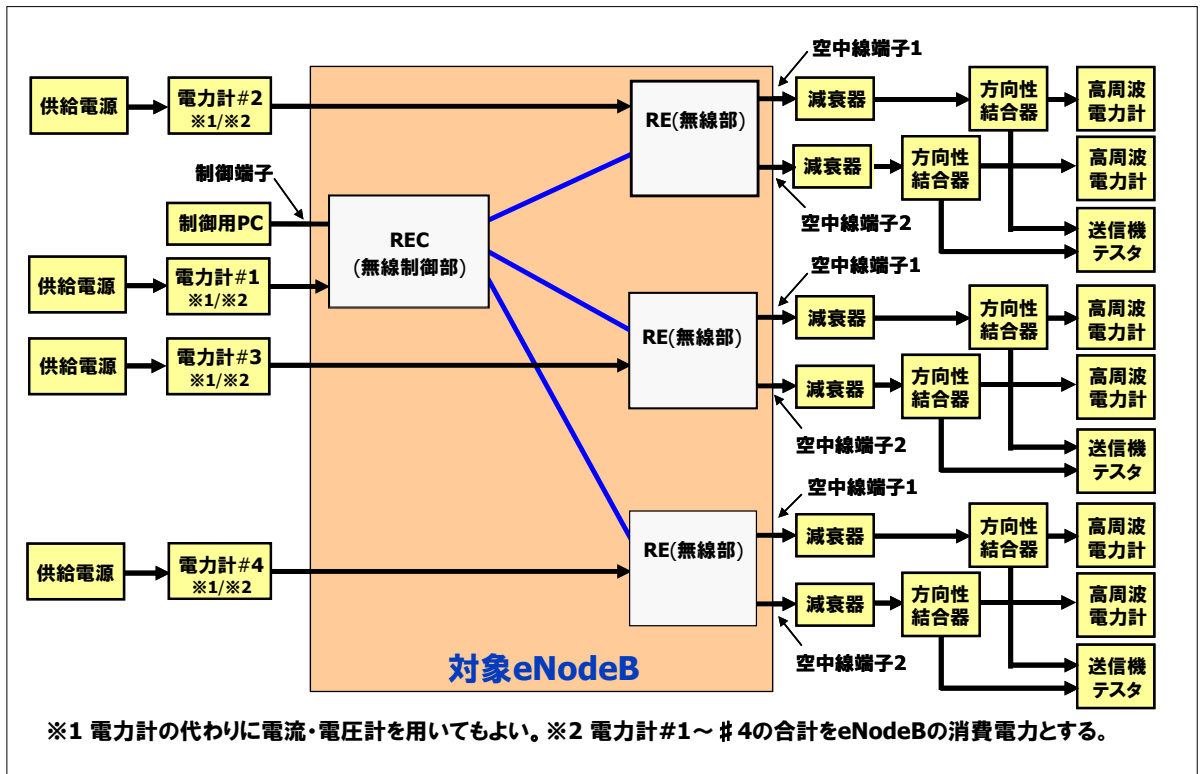 空中線端子1
供給電源
電力計#2
※1/※2
RE(無線部)
減衰器
方向性
結合器
高周波
電力計
制御端子
減衰器
方向性
結合器
高周波
電力計
空中線端子2
制御用PC
REC
(無線制御部)
送信機
テスタ
空中線端子1
供給電源
電力計#1
※1/※2
RE(無線部)
減衰器
方向性
結合器
高周波
電力計
供給電源
電力計#3
※1/※2
減衰器
方向性
結合器
高周波
電力計
空中線端子2
送信機
テスタ
空中線端子1
RE(無線部)
減衰器
方向性
結合器
高周波
電力計
供給電源
電力計#4
※1/※2
減衰器
方向性
結合器
高周波
電力計
空中線端子2
送信機
テスタ
対象eNodeB
※1 電力計の代わりに電流・電圧計を用いてもよい。※2 電力計#1～♯4の合計をeNodeBの消費電力とする。